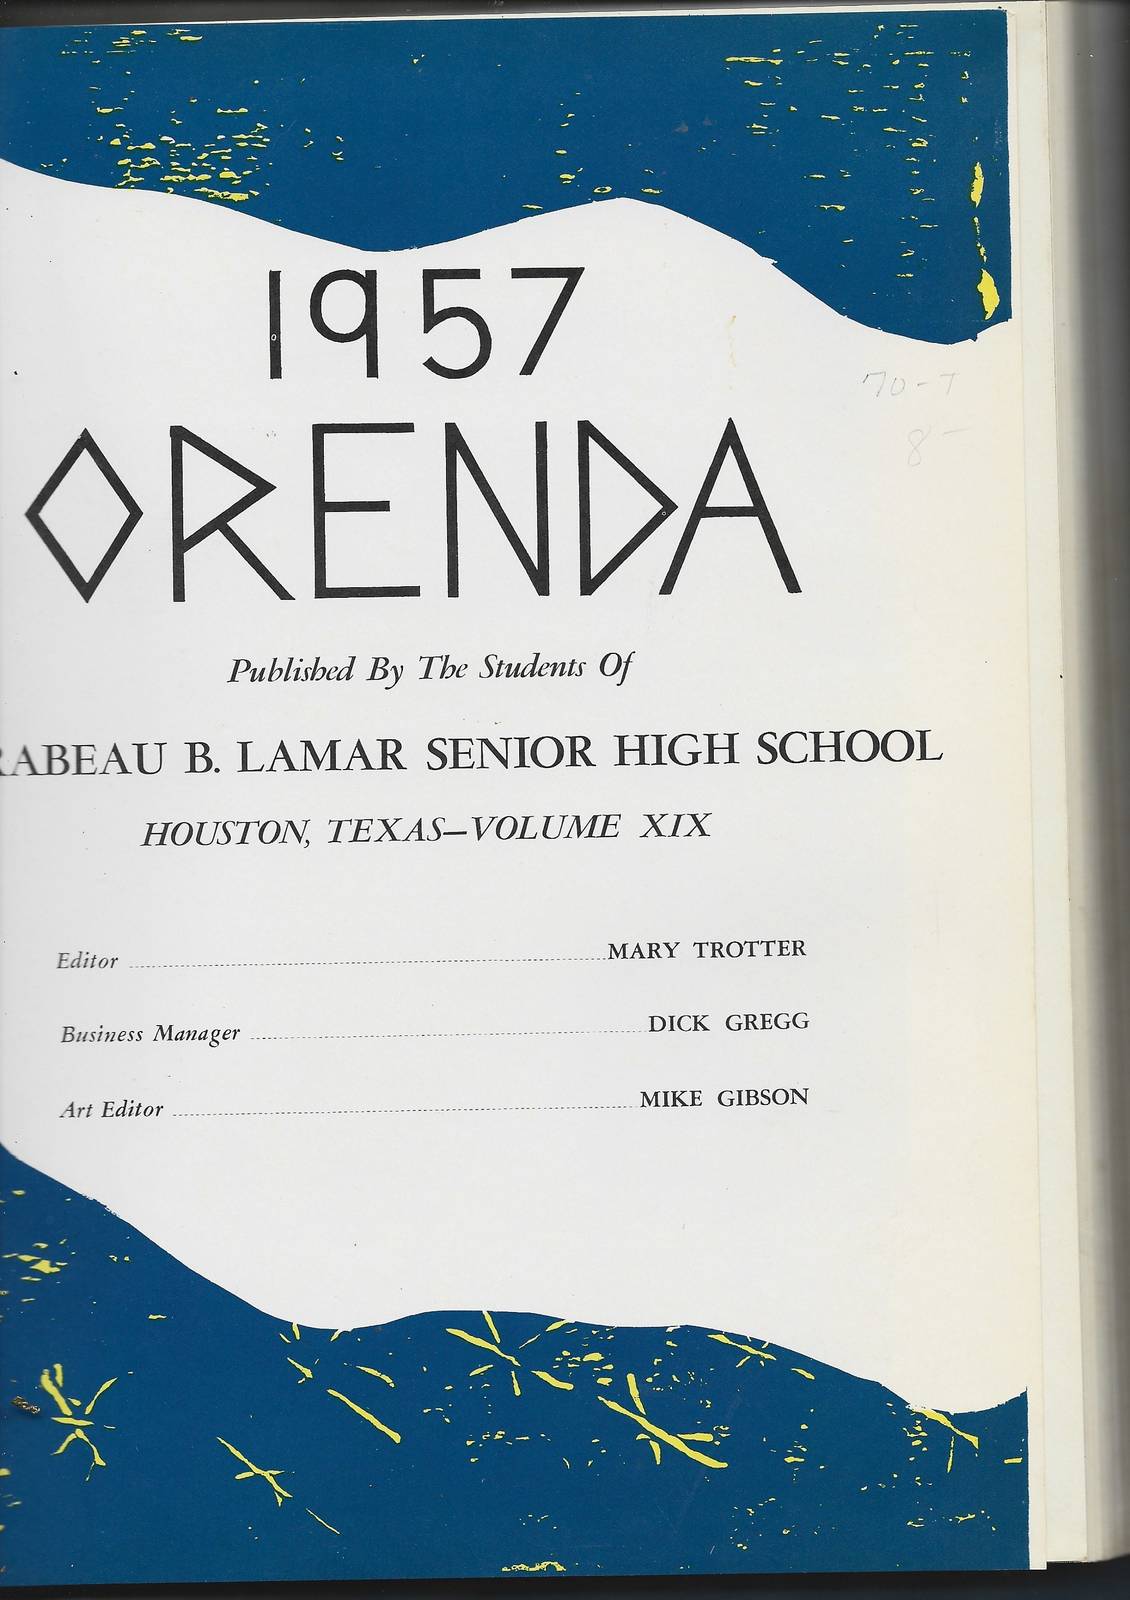 1957
70-T
8-
ORENDA
Published By The Students Of
RABEAU B. LAMAR SENIOR HIGH SCHOOL
HOUSTON, TEXAS—VOLUME XIX
Editor MARY TROTTER
Business Manager DICK GREGG
Art Editor MIKE GIBSON